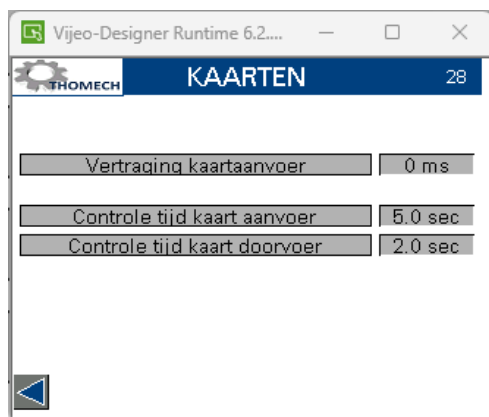 Vijeo-Designer Runtime 6.2....
THOMECH KAARTEN 28
Vertraging kaartaanvoer 0 ms
Controle tijd kaart aanvoer 5.0 sec
Controle tijd kaart doorvoer 2.0 sec